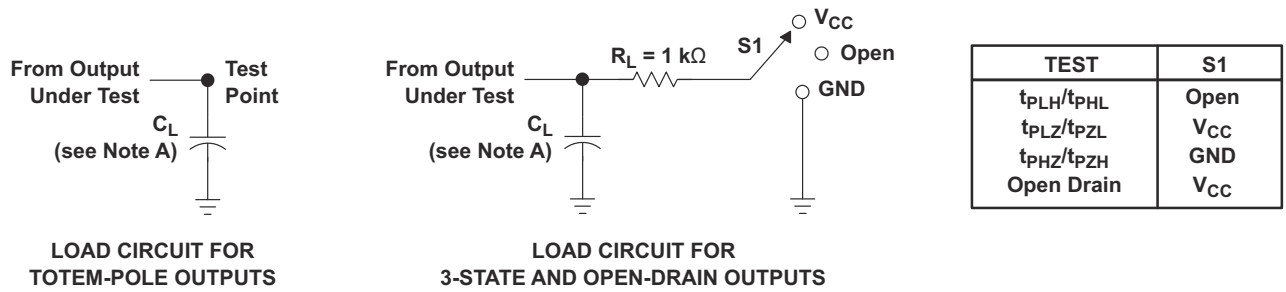 From Output
Under Test
Test
Point
C_L
(see Note A)
LOAD CIRCUIT FOR
TOTEM-POLE OUTPUTS
From Output
Under Test
R_L = 1 kΩ
S1
V_CC
Open
GND
C_L
(see Note A)
LOAD CIRCUIT FOR
3-STATE AND OPEN-DRAIN OUTPUTS
TEST S1
t_PLH/t_PHL Open
t_PLZ/t_PZL V_CC
t_PHZ/t_PZH GND
Open Drain V_CC